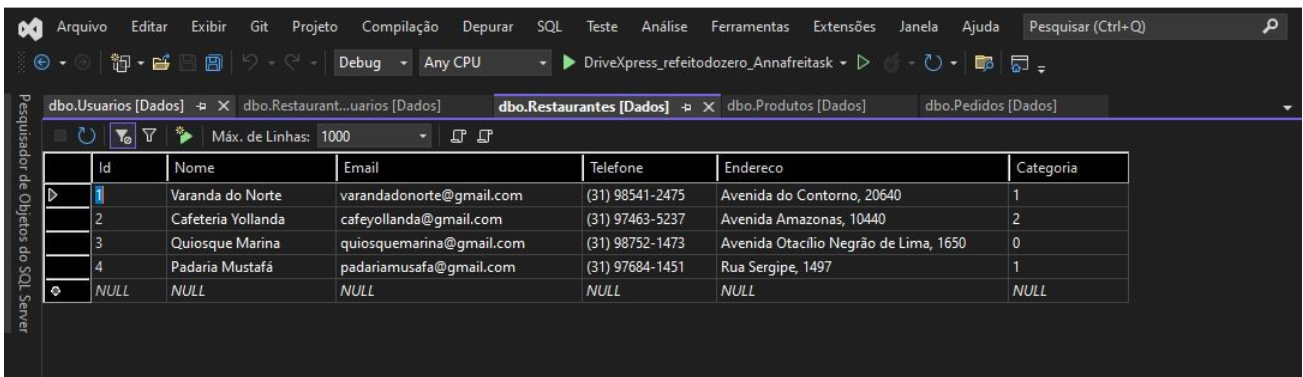 Arquivo Editar Exibir Git Projeto Compilação Depurar SQL Teste Análise Ferramentas Extensões Janela Ajuda Pesquisar (Ctrl+Q)
Debug Any CPU DriveXpress_refeitodozero_Annafreitask
Pesquisador de Objetos do SQL Server
dbo.Usuarios [Dados] dbo.Restaurant...uarios [Dados] dbo.Restaurantes [Dados] dbo.Produtos [Dados] dbo.Pedidos [Dados]
Máx. de Linhas: 1000
Id Nome Email Telefone Endereco Categoria
1 Varanda do Norte varandadonorte@gmail.com (31) 98541-2475 Avenida do Contorno, 20640 1
2 Cafeteria Yollanda cafeyollanda@gmail.com (31) 97463-5237 Avenida Amazonas, 10440 2
3 Quiosque Marina quiosquemarina@gmail.com (31) 98752-1473 Avenida Otacílio Negrão de Lima, 1650 0
4 Padaria Mustafá padariamusafa@gmail.com (31) 97684-1451 Rua Sergipe, 1497 1
NULL NULL NULL NULL NULL NULL